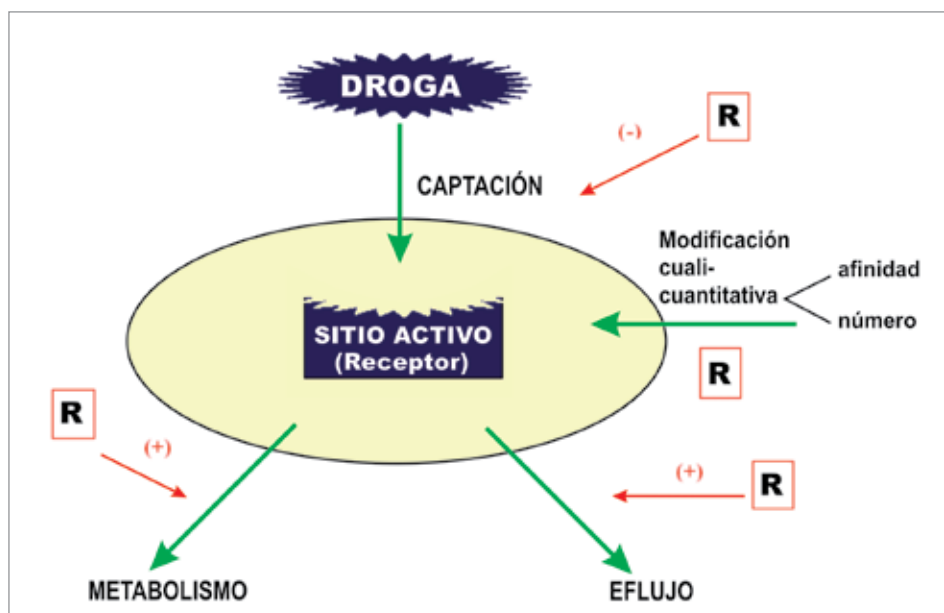 DROGA
R
(-)
CAPTACIÓN
Modificación
cuali-
cuantitativa
afinidad
número
SITIO ACTIVO
(Receptor)
R
R
(+)
(+)
R
METABOLISMO
EFLUJO